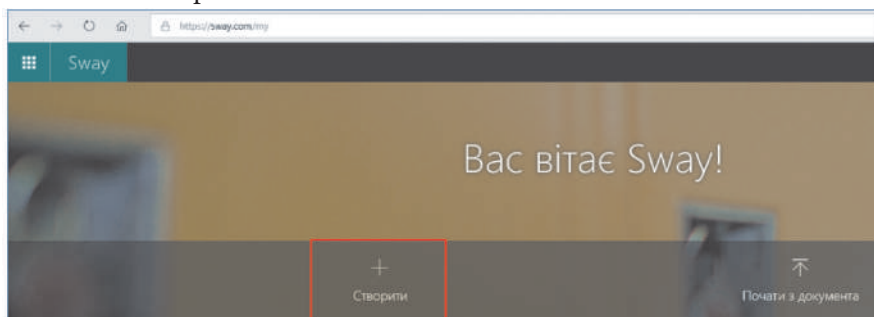 https://sway.com/my
Sway
Вас вітає Sway!
Створити
Почати з документа